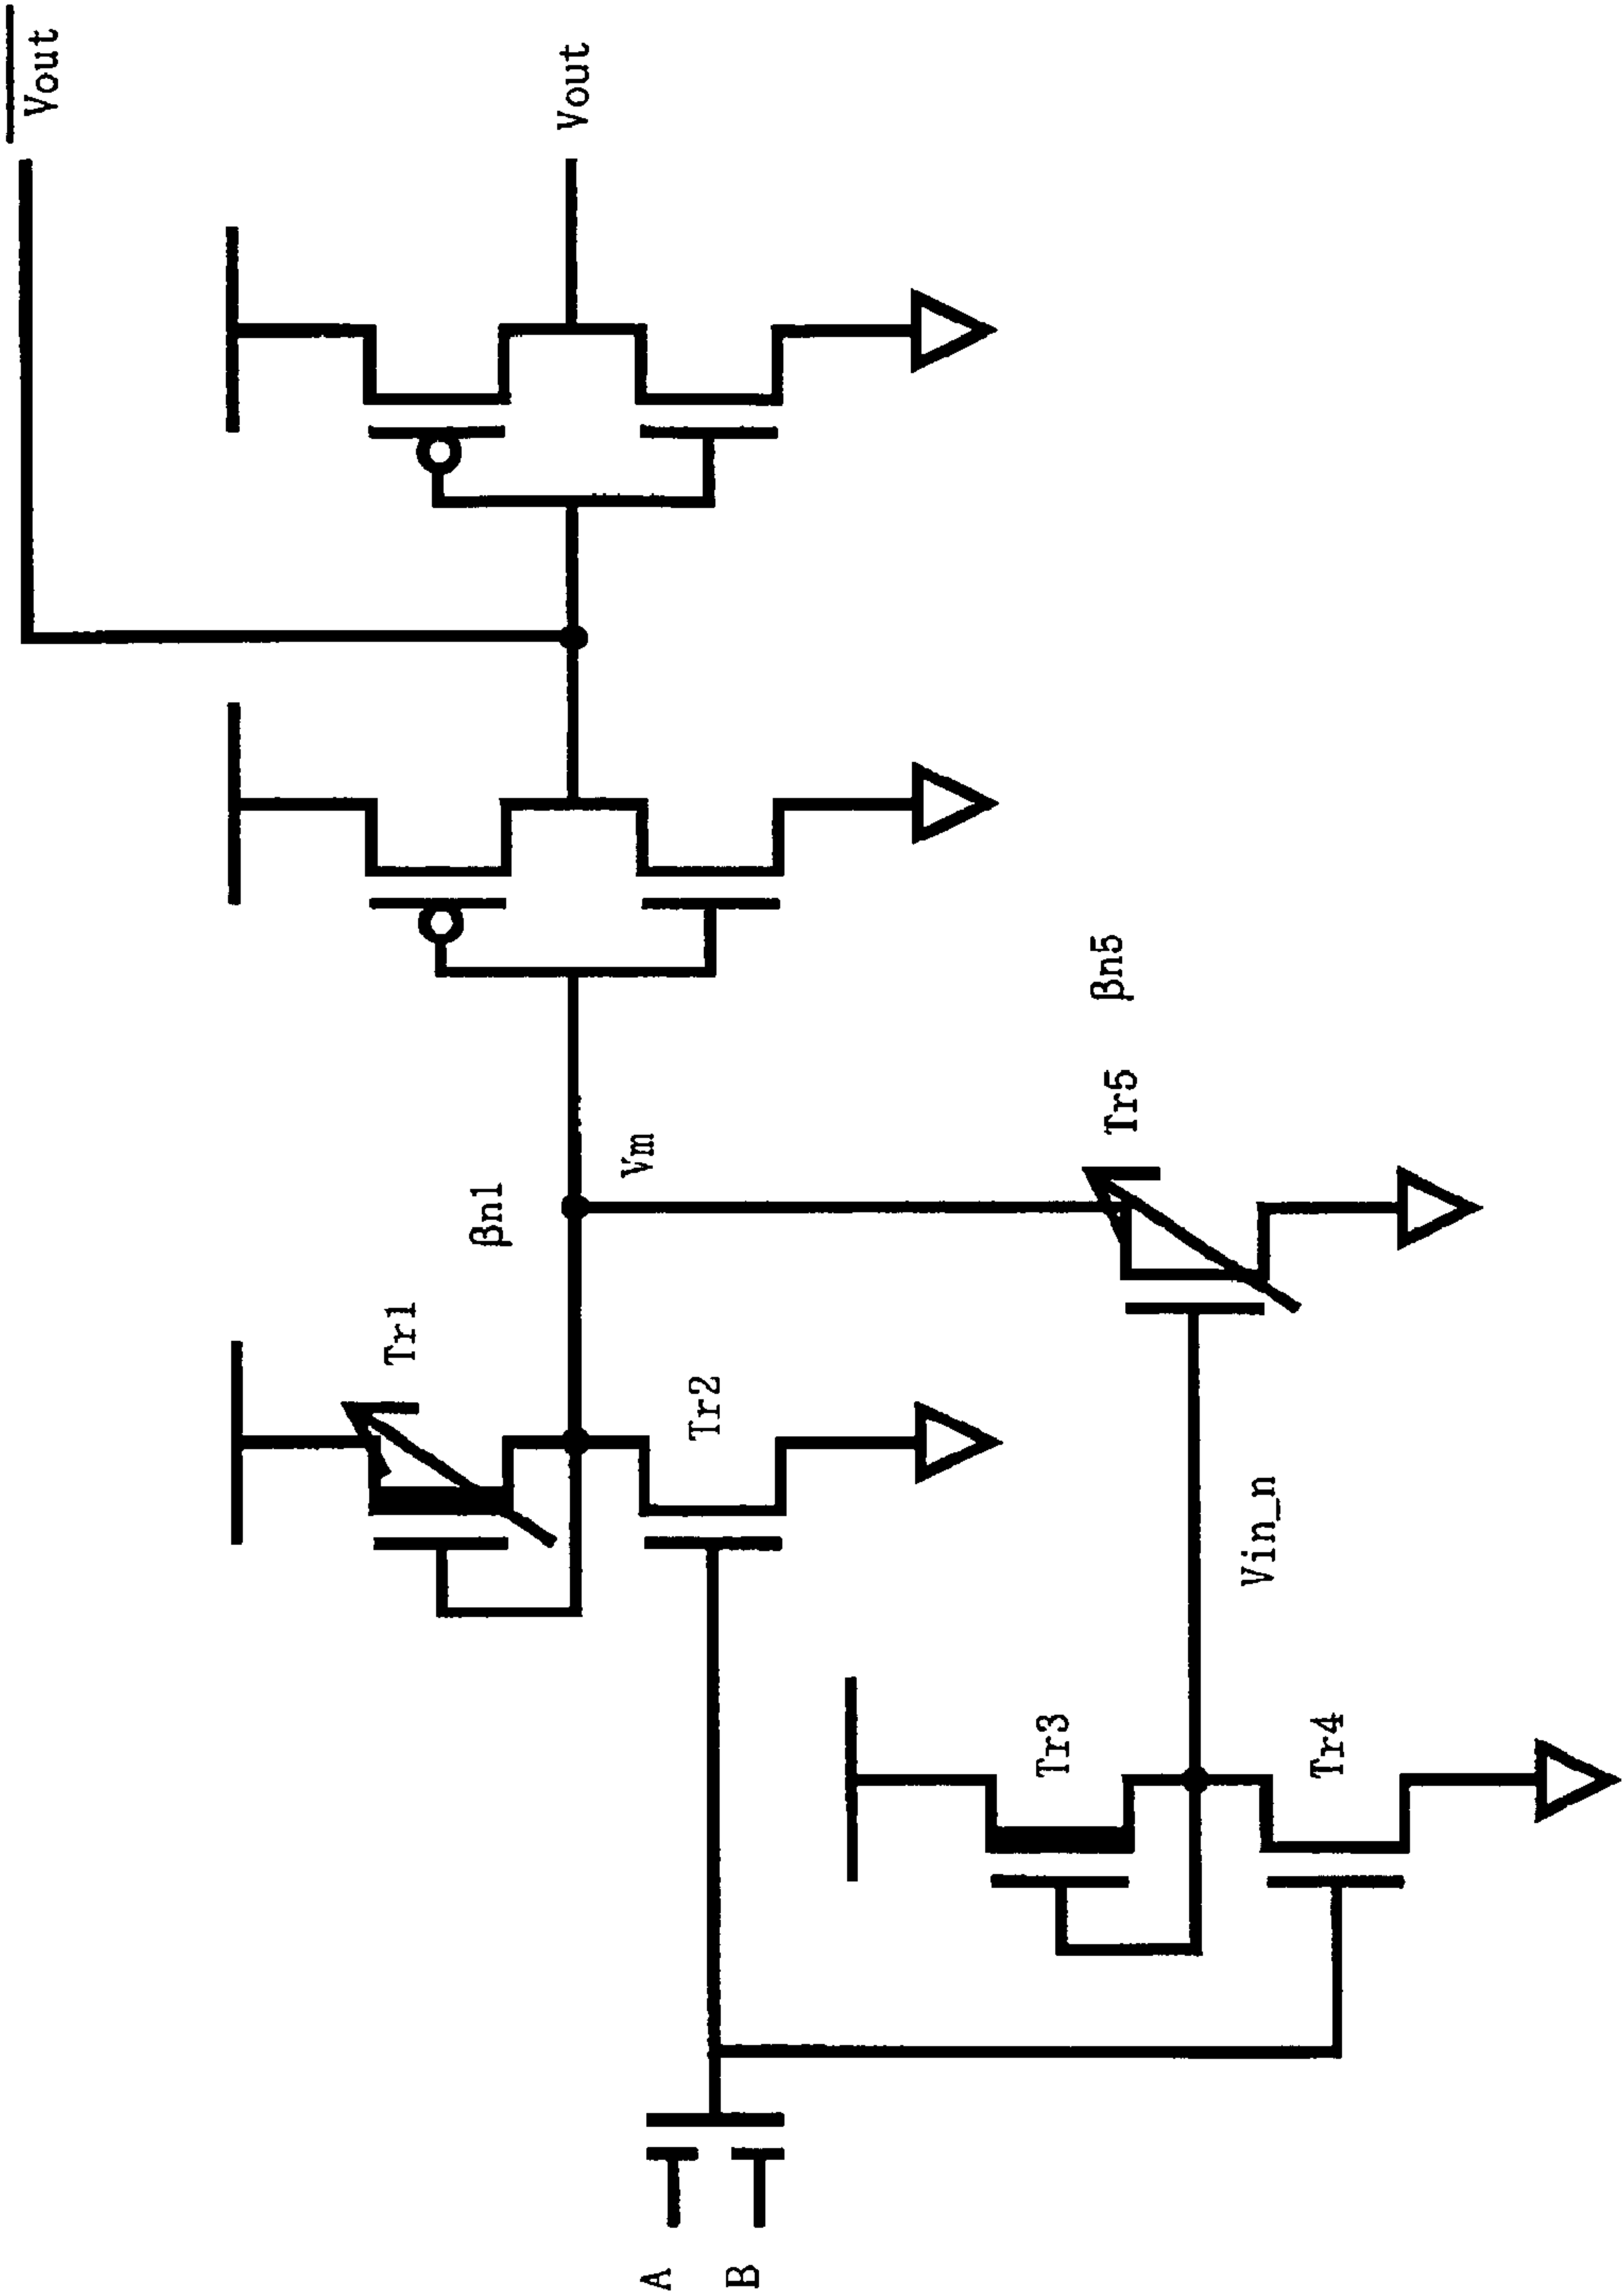 A
B
Tr1
βn1
Tr2
Vm
Tr3
Tr4
Vin_n
Tr5 βn5
Vout
Vout